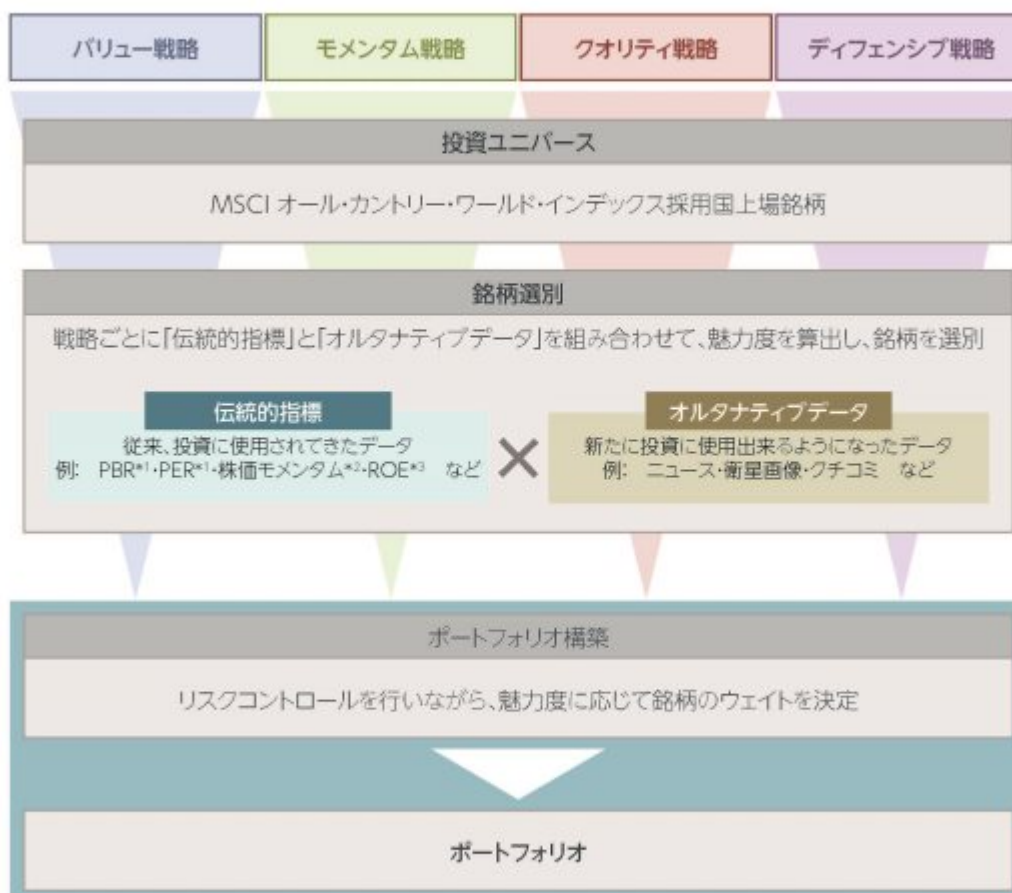 バリュー戦略
モメンタム戦略
クオリティ戦略
ディフェンシブ戦略
投資ユニバース
MSCI オール・カントリー・ワールド・インデックス採用国上場銘柄
銘柄選別
戦略ごとに「伝統的指標」と「オルタナティブデータ」を組み合わせて、魅力度を算出し、銘柄を選別
伝統的指標
従来、投資に使用されてきたデータ
例: PBR*1・PER*1・株価モメンタム*2・ROE*3 など
×
オルタナティブデータ
新たに投資に使用出来るようになったデータ
例: ニュース・衛星画像・クチコミ など
ポートフォリオ構築
リスクコントロールを行いながら、魅力度に応じて銘柄のウェイトを決定
ポートフォリオ